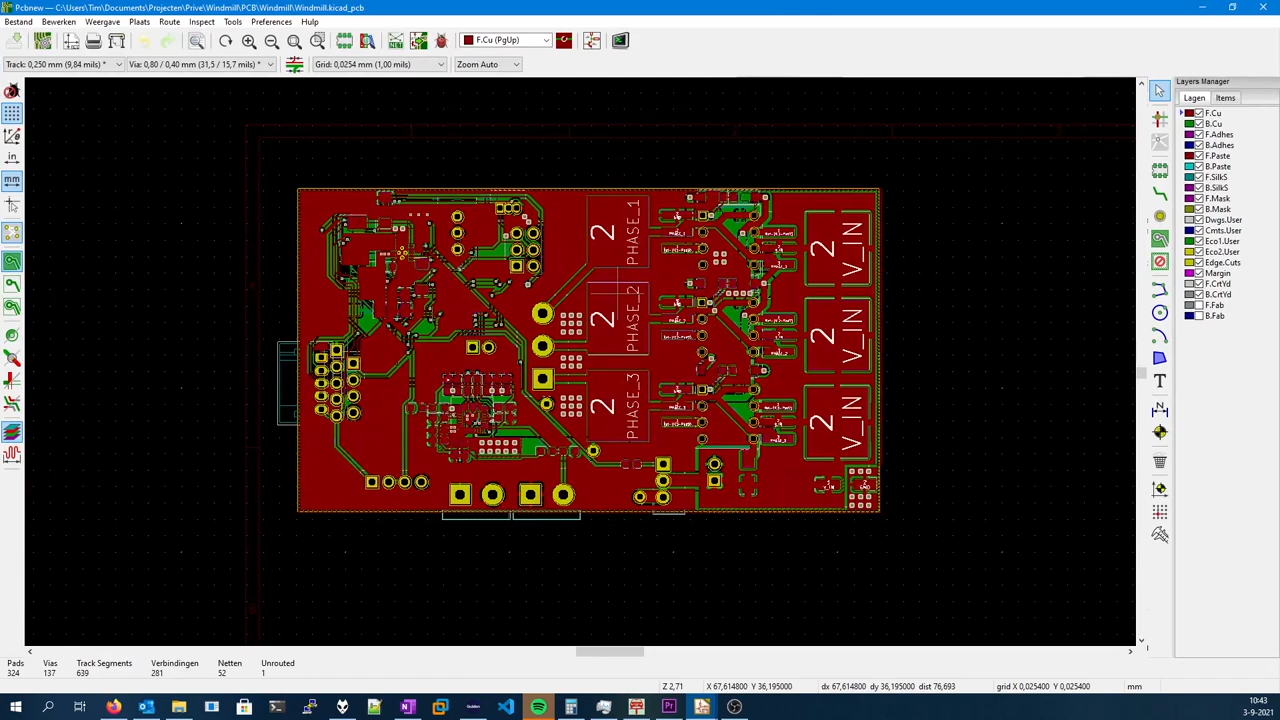 Pcbnew — C:\Users\Tim\Documents\Projecten\Prive\Windmill\PCB\Windmill\Windmill.kicad_pcb
Bestand Bewerken Weergave Plaats Route Inspect Tools Preferences Help
F.Cu (PgUp)
Track: 0,250 mm (9,84 mils) * Via: 0,80 / 0,40 mm (31,5 / 15,7 mils) * Grid: 0,0254 mm (1,00 mils) Zoom Auto
Layers Manager
Lagen Items
F.Cu
B.Cu
F.Adhes
B.Adhes
F.Paste
B.Paste
F.SilkS
B.SilkS
F.Mask
B.Mask
Dwgs.User
Cmts.User
Eco1.User
Eco2.User
Edge.Cuts
Margin
F.CrtYd
B.CrtYd
F.Fab
B.Fab
in
mm
NET
2 PHASE_1
2 V_IN
2 PHASE_2
2 V_IN
2 PHASE_3
2 V_IN
Pads Vias Track Segments Verbindingen Netten Unrouted
324 137 639 281 52 1
Z 2,71 X 67,614800 Y 36,195000 dx 67,614800 dy 36,195000 dist 76,693 grid X 0,025400 Y 0,025400 mm
10:43
3-9-2021